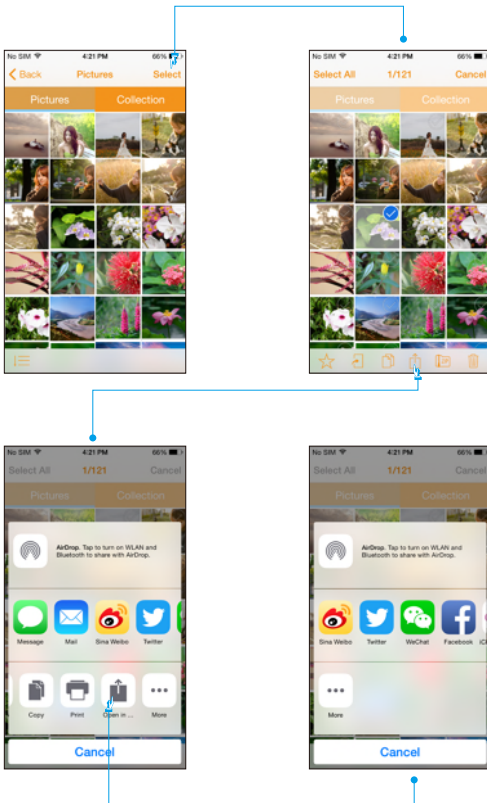 No SIM 4:21 PM 66%
Back Pictures Select
Pictures Collection
No SIM 4:21 PM 66%
Select All 1/121 Cancel
Pictures Collection
No SIM 4:21 PM 66%
Select All 1/121 Cancel
Pictures Collection
AirDrop. Tap to turn on WLAN and
Bluetooth to share with AirDrop.
Message Mail Sina Weibo Twitter
Copy Print Open in ... More
Cancel
No SIM 4:21 PM 66%
Select All 1/121 Cancel
Pictures Collection
AirDrop. Tap to turn on WLAN and
Bluetooth to share with AirDrop.
Sina Weibo Twitter WeChat Facebook
More
Cancel